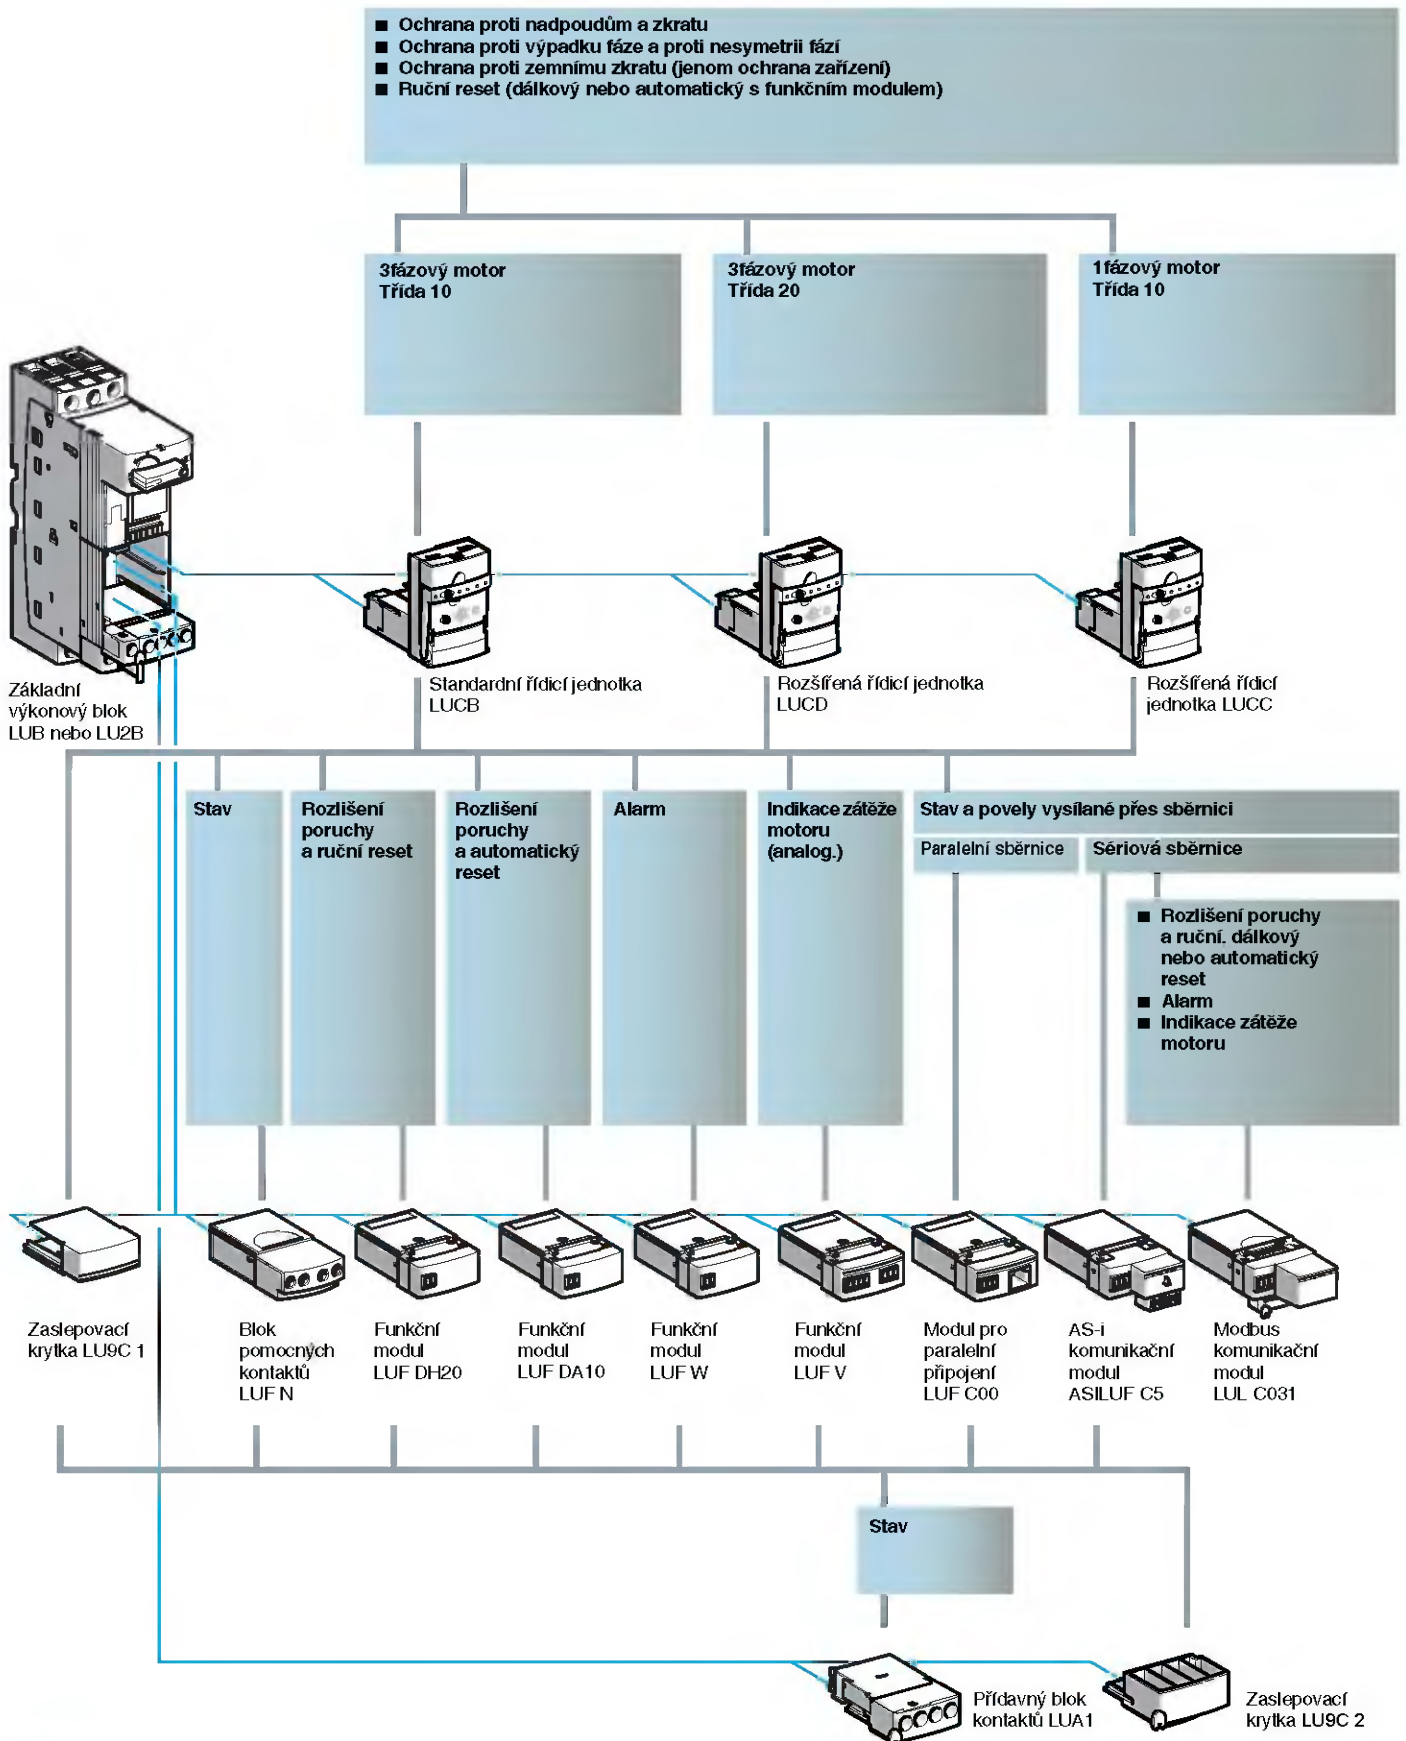 ■ Ochrana proti nadpoudům a zkratu
■ Ochrana proti výpadku fáze a proti nesymetrii fází
■ Ochrana proti zemnímu zkratu (jenom ochrana zařízení)
■ Ruční reset (dálkový nebo automatický s funkčním modulem)
3fázový motor
Třída 10
3fázový motor
Třída 20
1fázový motor
Třída 10
Základní
výkonový blok
LUB nebo LU2B
Standardní řídicí jednotka
LUCB
Rozšířená řídicí jednotka
LUCD
Rozšířená řídicí
jednotka LUCC
Stav
Rozlišení
poruchy
a ruční reset
Rozlišení
poruchy
a automatický
reset
Alarm
Indikace zátěže
motoru
(analog.)
Stav a povely vysílané přes sběrnici
Paralelní sběrnice
Sériová sběrnice
■ Rozlišení poruchy
a ruční. dálkový
nebo automatický
reset
■ Alarm
■ Indikace zátěže
motoru
Zaslepovací
krytka LU9C 1
Blok
pomocných
kontaktů
LUF N
Funkční
modul
LUF DH20
Funkční
modul
LUF DA10
Funkční
modul
LUF W
Funkční
modul
LUF V
Modul pro
paralelní
připojení
LUF C00
AS-i
komunikační
modul
ASILUF C5
Modbus
komunikační
modul
LUL C031
Stav
Přídavný blok
kontaktů LUA1
Zaslepovací
krytka LU9C 2